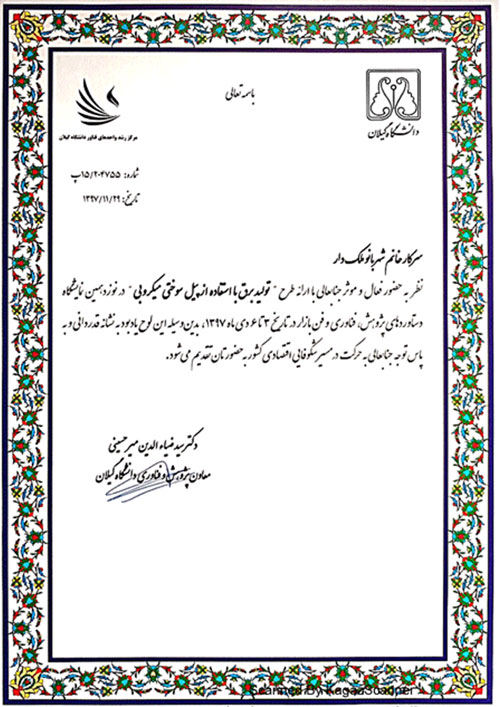 باسمه تعالی
دانشگاه گیلان
مرکز رشد واحدهای فناور دانشگاه گیلان
شماره: ۱۵/۲۰۴۷۵۵پ
تاریخ: ۱۳۹۷/۱۱/۲۹
سرکار خانم شهربانو ملک دار
نظر به حضور فعال و موثر جنابعالی با ارائه طرح " تولید برق با استفاده از پیل سوختی میکروبی " در نوزدهمین نمایشگاه
دستاوردهای پژوهش، فناوری و فن بازار در تاریخ ۳ تا ۶ دی ماه ۱۳۹۷، بدین وسیله این لوح یادبود به نشانه قدردانی و به
پاس توجه جنابعالی به حرکت در مسیر شکوفایی اقتصادی کشور به حضورتان تقدیم می شود.
دکتر سید ضیاء الدین میرحسینی
معاون پژوهش و فناوری دانشگاه گیلان
Scanned By